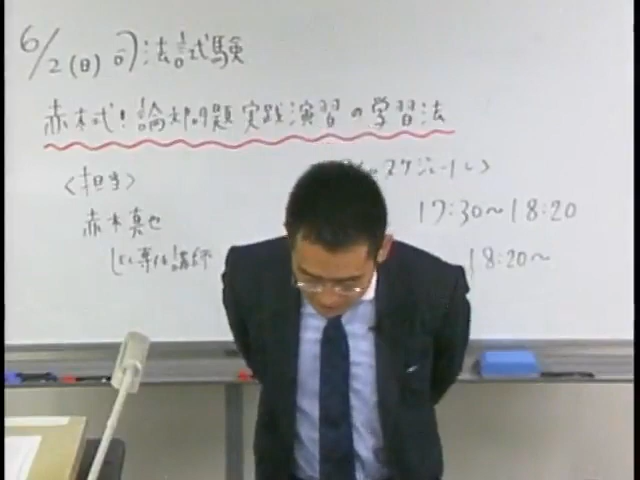 6/2(日) 司法試験
赤木式!論文問題実践演習の学習法
<担当>
赤木真也
LEC専任講師
スケジュール>
17:30~18:20
18:20~